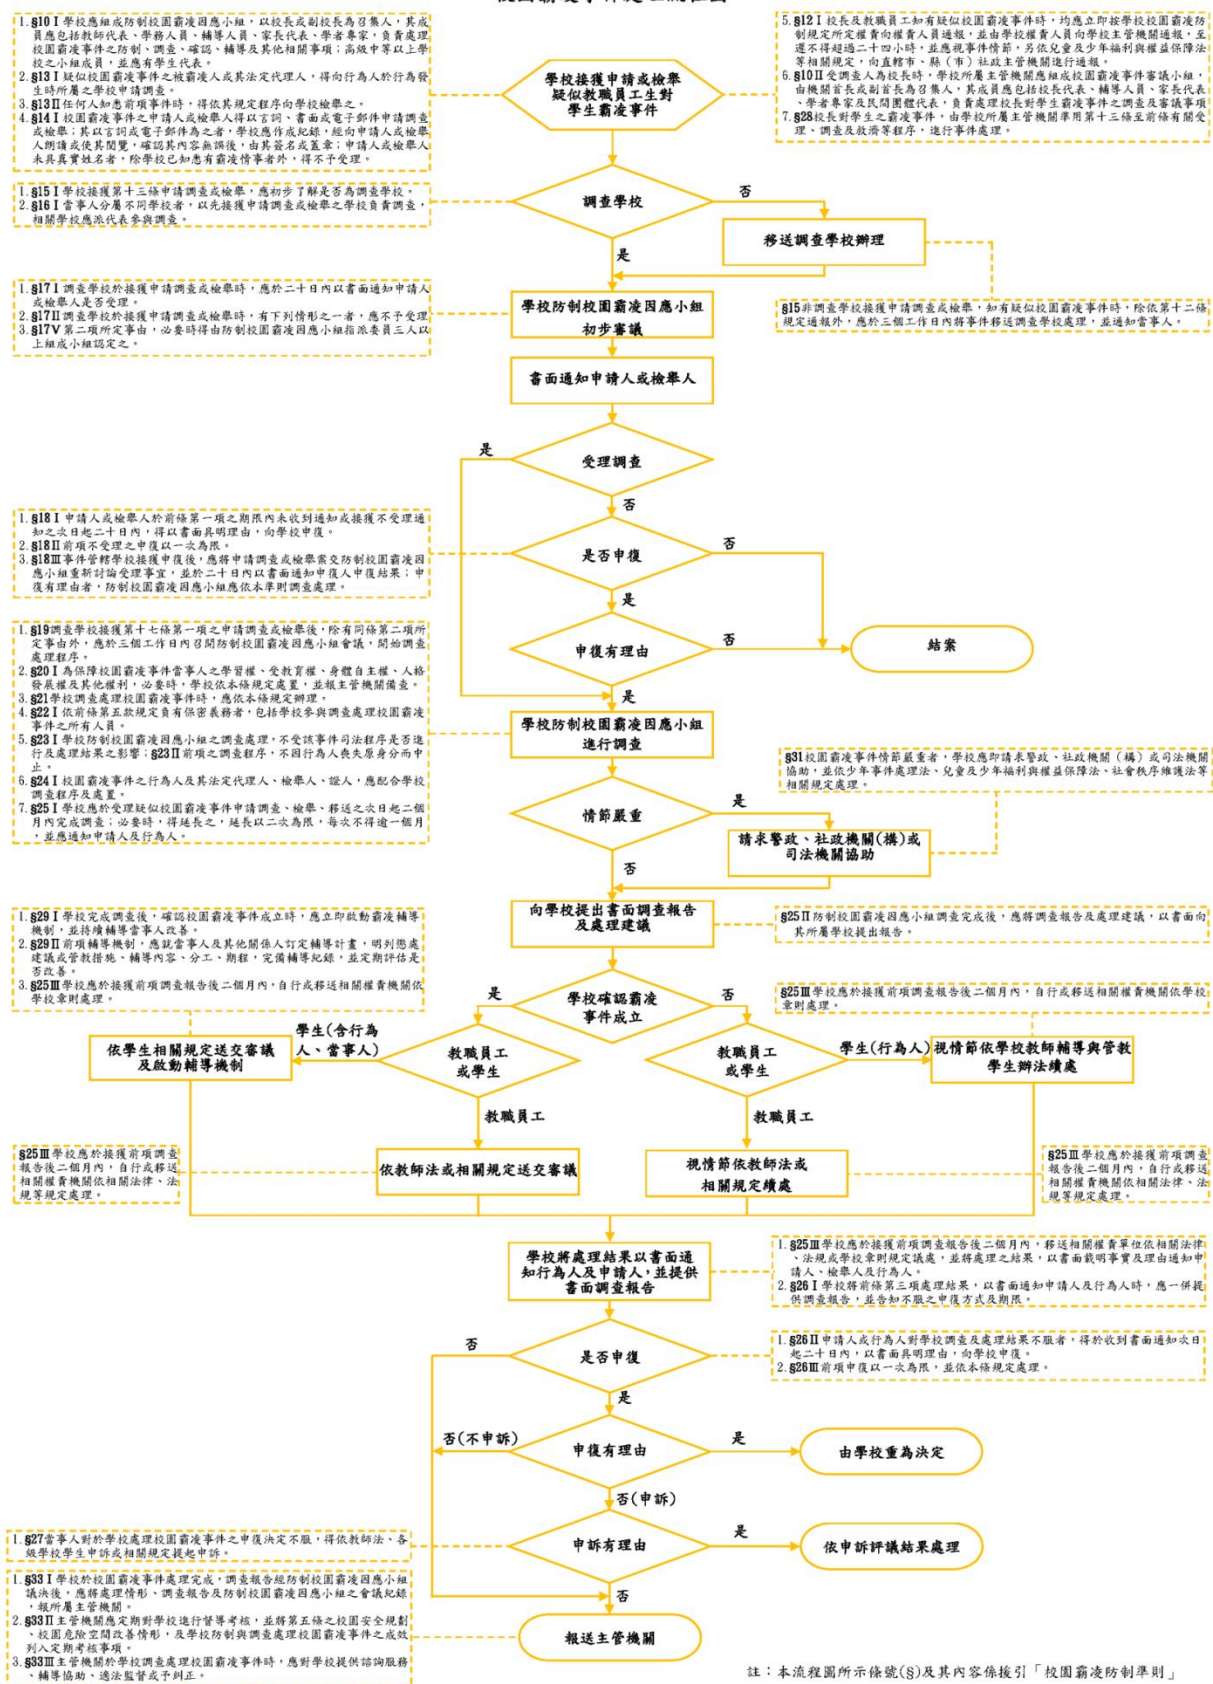 1. §10 I 學校應組成防制校園霸凌因應小組，以校長或副校長為召集人，其成
員應包括教師代表、學務人員、輔導人員、家長代表、學者專家，負責處理
校園霸凌事件之防制、調查、確認、輔導及其他相關事項；高級中等以上學
校之小組成員，並應有學生代表。
2. §13 I 疑似校園霸凌事件之被霸凌人或其法定代理人，得向行為人於行為發
生時所屬之學校申請調查。
3. §13 II 任何人知悉前項事件時，得依其規定程序向學校檢舉之。
4. §14 I 校園霸凌事件之申請人或檢舉人得以言詞、書面或電子郵件申請調查
或檢舉；其以言詞或電子郵件為之者，學校應作成紀錄，經向申請人或檢舉
人朗讀或使其閱覽，確認其內容無誤後，由其簽名或蓋章；申請人或檢舉人
未具真實姓名者，除學校已知悉有霸凌情事者外，得不予受理。
學校接獲申請或檢舉
疑似教職員工生對
學生霸凌事件
5. §12 I 校長及教職員工知有疑似校園霸凌事件時，均應立即按學校校園霸凌防
制規定所定權責向權責人員通報，並由學校權責人員向學校主管機關通報，至
遲不得超過二十四小時，並應視事件情節，另依兒童及少年福利與權益保障法
等相關規定，向直轄市、縣（市）社政主管機關進行通報。
6. §10 II 受調查人為校長時，學校所屬主管機關應組成校園霸凌事件審議小組，
由機關首長或副首長為召集人，其成員應包括校長代表、輔導人員、家長代表
、學者專家及民間團體代表，負責處理校長對學生霸凌事件之調查及審議事項
7. §28校長對學生之霸凌事件，由學校所屬主管機關準用第十三條至前條有關受
理、調查及救濟等程序，進行事件處理。
1. §15 I 學校接獲第十三條申請調查或檢舉，應初步了解是否為調查學校。
2. §16 I 當事人分屬不同學校者，以先接獲申請調查或檢舉之學校負責調查，
相關學校應派代表參與調查。
調查學校
否
是
移送調查學校辦理
1. §17 I 調查學校於接獲申請調查或檢舉時，應於二十日內以書面通知申請人
或檢舉人是否受理。
2. §17 II 調查學校於接獲申請調查或檢舉時，有下列情形之一者，應不予受理
3. §17 V 第二項所定事由，必要時得由防制校園霸凌因應小組指派委員三人以
上組成小組認定之。
學校防制校園霸凌因應小組
初步審議
§15非調查學校接獲申請調查或檢舉，知有疑似校園霸凌事件時，除依第十二條
規定通報外，應於三個工作日內將事件移送調查學校處理，並通知當事人。
書面通知申請人或檢舉人
受理調查
是
否
1. §18 I 申請人或檢舉人於前條第一項之期限內未收到通知或接獲不受理通
知之次日起二十日內，得以書面具明理由，向學校申復。
2. §18 II 前項不受理之申復以一次為限。
3. §18 III 事件管轄學校接獲申復後，應將申請調查或檢舉案交防制校園霸凌因
應小組重新討論受理事宜，並於二十日內以書面通知申復人申復結果；申
復有理由者，防制校園霸凌因應小組應依本準則調查處理。
是否申復
否
是
申復有理由
否
是
結案
1. §19調查學校接獲第十七條第一項之申請調查或檢舉後，除有同條第二項所
定事由外，應於三個工作日內召開防制校園霸凌因應小組會議，開始調查
處理程序。
2. §20 I 為保障校園霸凌事件當事人之學習權、受教育權、身體自主權、人格
發展權及其他權利，必要時，學校依本條規定處置，並報主管機關備查。
3. §21學校調查處理校園霸凌事件時，應依本條規定辦理。
4. §22 I 依前條第五款規定負有保密義務者，包括學校參與調查處理校園霸凌
事件之所有人員。
5. §23 I 學校防制校園霸凌因應小組之調查處理，不受該事件司法程序是否進
行及處理結果之影響；§23 II 前項之調查程序，不因行為人喪失原身分而中
止。
6. §24 I 校園霸凌事件之行為人及其法定代理人、檢舉人、證人，應配合學校
調查程序及處置。
7. §25 I 學校應於受理疑似校園霸凌事件申請調查、檢舉、移送之次日起二個
月內完成調查；必要時，得延長之，延長以二次為限，每次不得逾一個月
，並應通知申請人及行為人。
學校防制校園霸凌因應小組
進行調查
情節嚴重
是
否
請求警政、社政機關(構)或
司法機關協助
§31校園霸凌事件情節嚴重者，學校應即請求警政、社政機關（構）或司法機關
協助，並依少年事件處理法、兒童及少年福利與權益保障法、社會秩序維護法等
相關規定處理。
向學校提出書面調查報告
及處理建議
§25 II 防制校園霸凌因應小組調查完成後，應將調查報告及處理建議，以書面向
其所屬學校提出報告。
1. §29 I 學校完成調查後，確認校園霸凌事件成立時，應立即啟動霸凌輔導
機制，並持續輔導當事人改善。
2. §29 II 前項輔導機制，應就當事人及其他關係人訂定輔導計畫，明列懲處
建議或管教措施、輔導內容、分工、期程，完備輔導紀錄，並定期評估是
否改善。
3. §25 III 學校應於接獲前項調查報告後二個月內，自行或移送相關權責機關依
學校章則處理。
學校確認霸凌
事件成立
是
否
§25 III 學校應於接獲前項調查報告後二個月內，自行或移送相關權責機關依學校
章則處理。
依學生相關規定送交審議
及啟動輔導機制
學生(含行為
人、當事人)
教職員工
或學生
教職員工
或學生
學生(行為人)
視情節依學校教師輔導與管教
學生辦法續處
教職員工
教職員工
§25 III 學校應於接獲前項調查
報告後二個月內，自行或移送
相關權責機關依相關法律、法
規等規定處理。
依教師法或相關規定送交審議
視情節依教師法或
相關規定續處
§25 III 學校應於接獲前項調查
報告後二個月內，自行或移送
相關權責機關依相關法律、法
規等規定處理。
學校將處理結果以書面通
知行為人及申請人，並提供
書面調查報告
1. §25 III 學校應於接獲前項調查報告後二個月內，移送相關權責單位依相關法律
、法規或學校章則規定議處，並將處理之結果，以書面載明事實及理由通知申
請人、檢舉人及行為人。
2. §26 I 學校將前條第三項處理結果，以書面通知申請人及行為人時，應一併提
供調查報告，並告知不服之申復方式及期限。
是否申復
否
是
1. §26 II 申請人或行為人對學校調查及處理結果不服者，得於收到書面通知次日
起二十日內，以書面具明理由，向學校申復。
2. §26 III 前項申復以一次為限，並依本條規定處理。
申復有理由
否(不申訴)
是
由學校重為決定
否(申訴)
1. §27當事人對於學校處理校園霸凌事件之申復決定不服，得依教師法、各
級學校學生申訴或相關規定提起申訴。
申訴有理由
是
依申訴評議結果處理
否
1. §33 I 學校於校園霸凌事件處理完成，調查報告經防制校園霸凌因應小組
議決後，應將處理情形、調查報告及防制校園霸凌因應小組之會議紀錄，
報所屬主管機關。
2. §33 II 主管機關應定期對學校進行督導考核，並將第五條之校園安全規劃
、校園危險空間改善情形，及學校防制與調查處理校園霸凌事件之成效
列入定期考核事項。
3. §33 III 主管機關於學校調查處理校園霸凌事件時，應對學校提供諮詢服務
、輔導協助、適法監督或予糾正。
報送主管機關
註：本流程圖所示條號(§)及其內容係援引「校園霸凌防制準則」